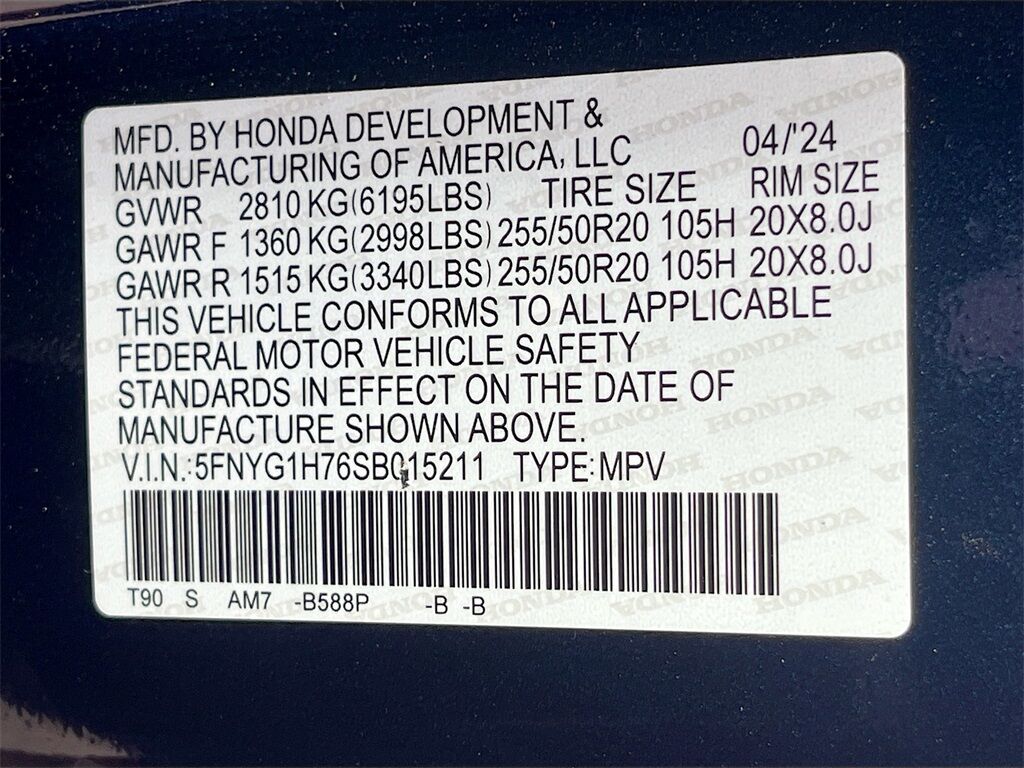 MFD. BY HONDA DEVELOPMENT &
MANUFACTURING OF AMERICA, LLC 04/'24
GVWR 2810 KG(6195LBS) TIRE SIZE RIM SIZE
GAWR F 1360 KG(2998LBS) 255/50R20 105H 20X8.0J
GAWR R 1515 KG(3340LBS) 255/50R20 105H 20X8.0J
THIS VEHICLE CONFORMS TO ALL APPLICABLE
FEDERAL MOTOR VEHICLE SAFETY
STANDARDS IN EFFECT ON THE DATE OF
MANUFACTURE SHOWN ABOVE.
V.I.N.:5FNYG1H76SB015211 TYPE:MPV
T90 S AM7 -B588P -B -B